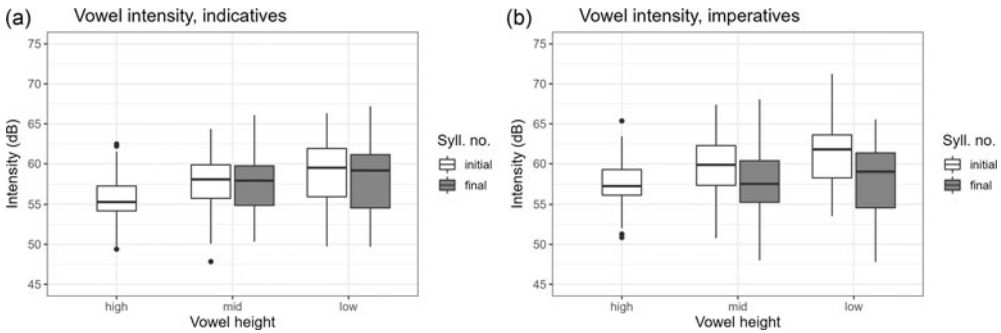 (a)
Vowel intensity, indicatives
75
70
65
60
55
50
45
Intensity (dB)
high
mid
low
Vowel height
Syll. no.
initial
final
(b)
Vowel intensity, imperatives
75
70
65
60
55
50
45
Intensity (dB)
high
mid
low
Vowel height
Syll. no.
initial
final